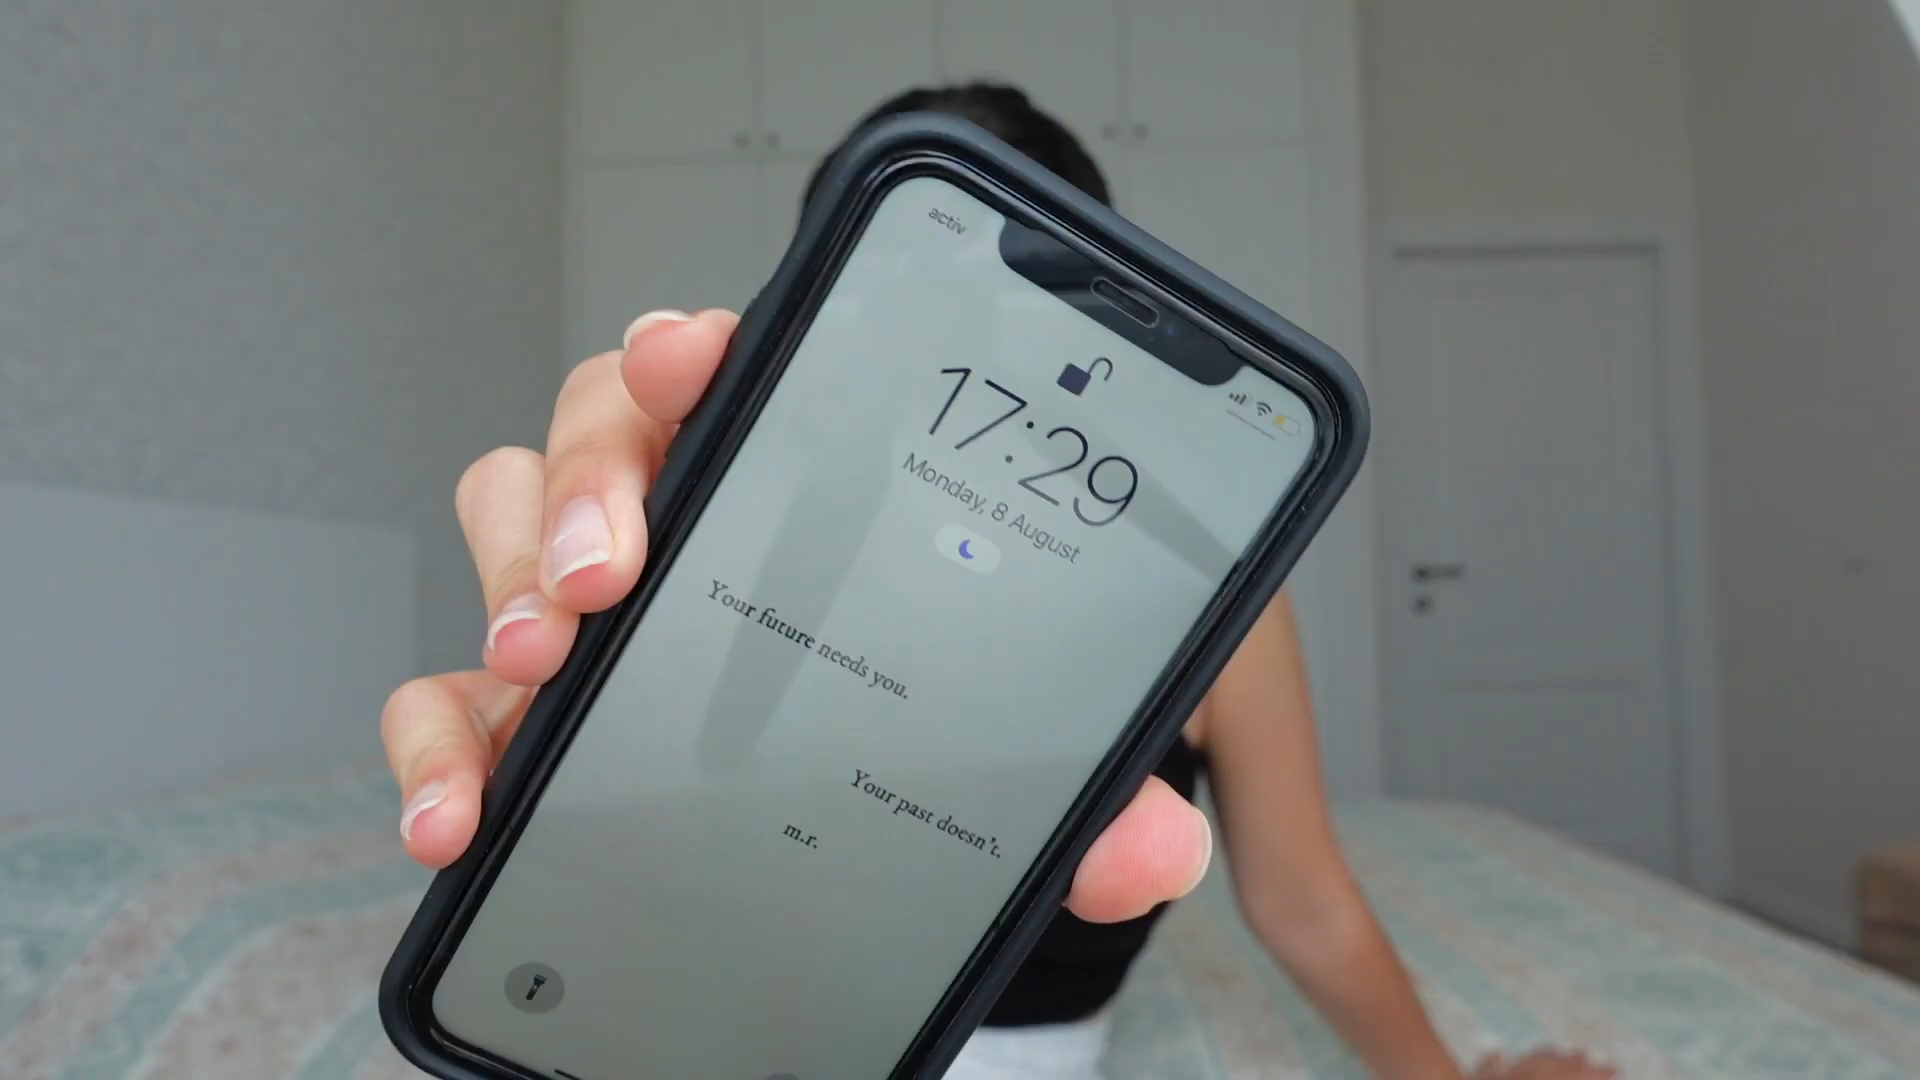 activ
17:29
Monday, 8 August
Your future needs you.
Your past doesn't.
m.r.